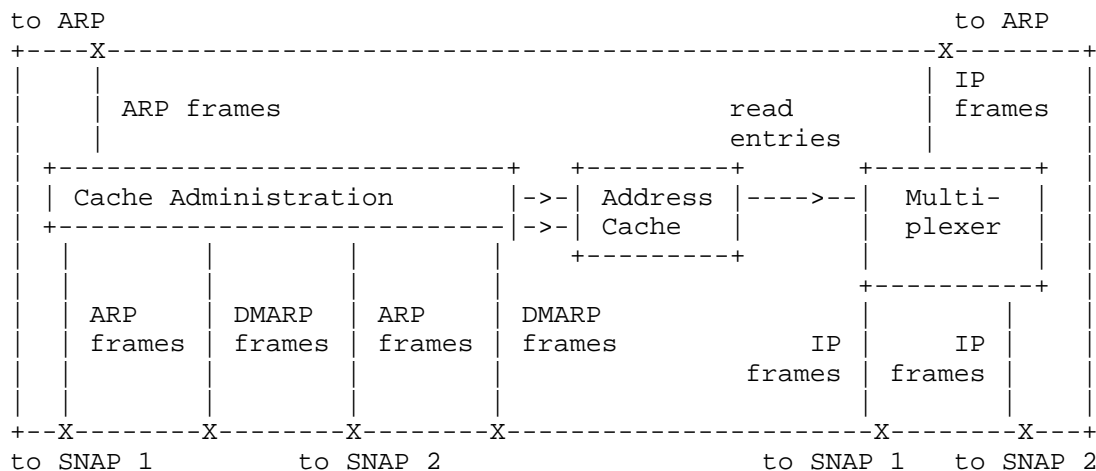 to ARP to ARP
+----X----------------------------------------------------X--------+
IP
ARP frames read frames
entries
Cache Administration ->- Address ---->-- Multi-
->- Cache plexer
ARP DMARP ARP DMARP
frames frames frames frames IP IP
frames frames
+--X--------X--------X--------X-----------------------X--------X---+
to SNAP 1 to SNAP 2 to SNAP 1 to SNAP 2